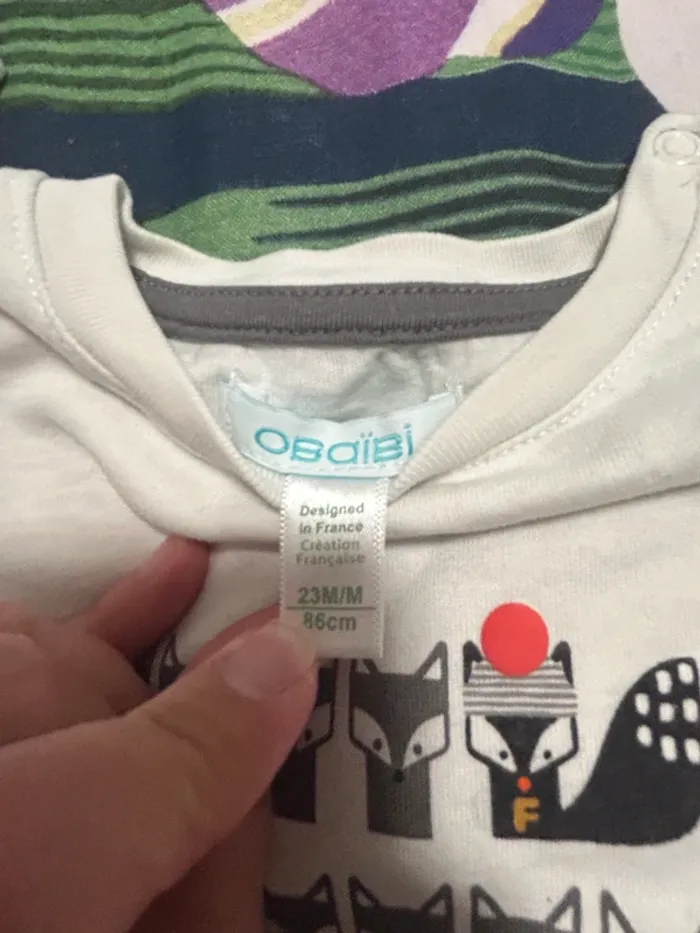 OBaïBi
Designed
in France
Création
Française
23M/M
86cm
F